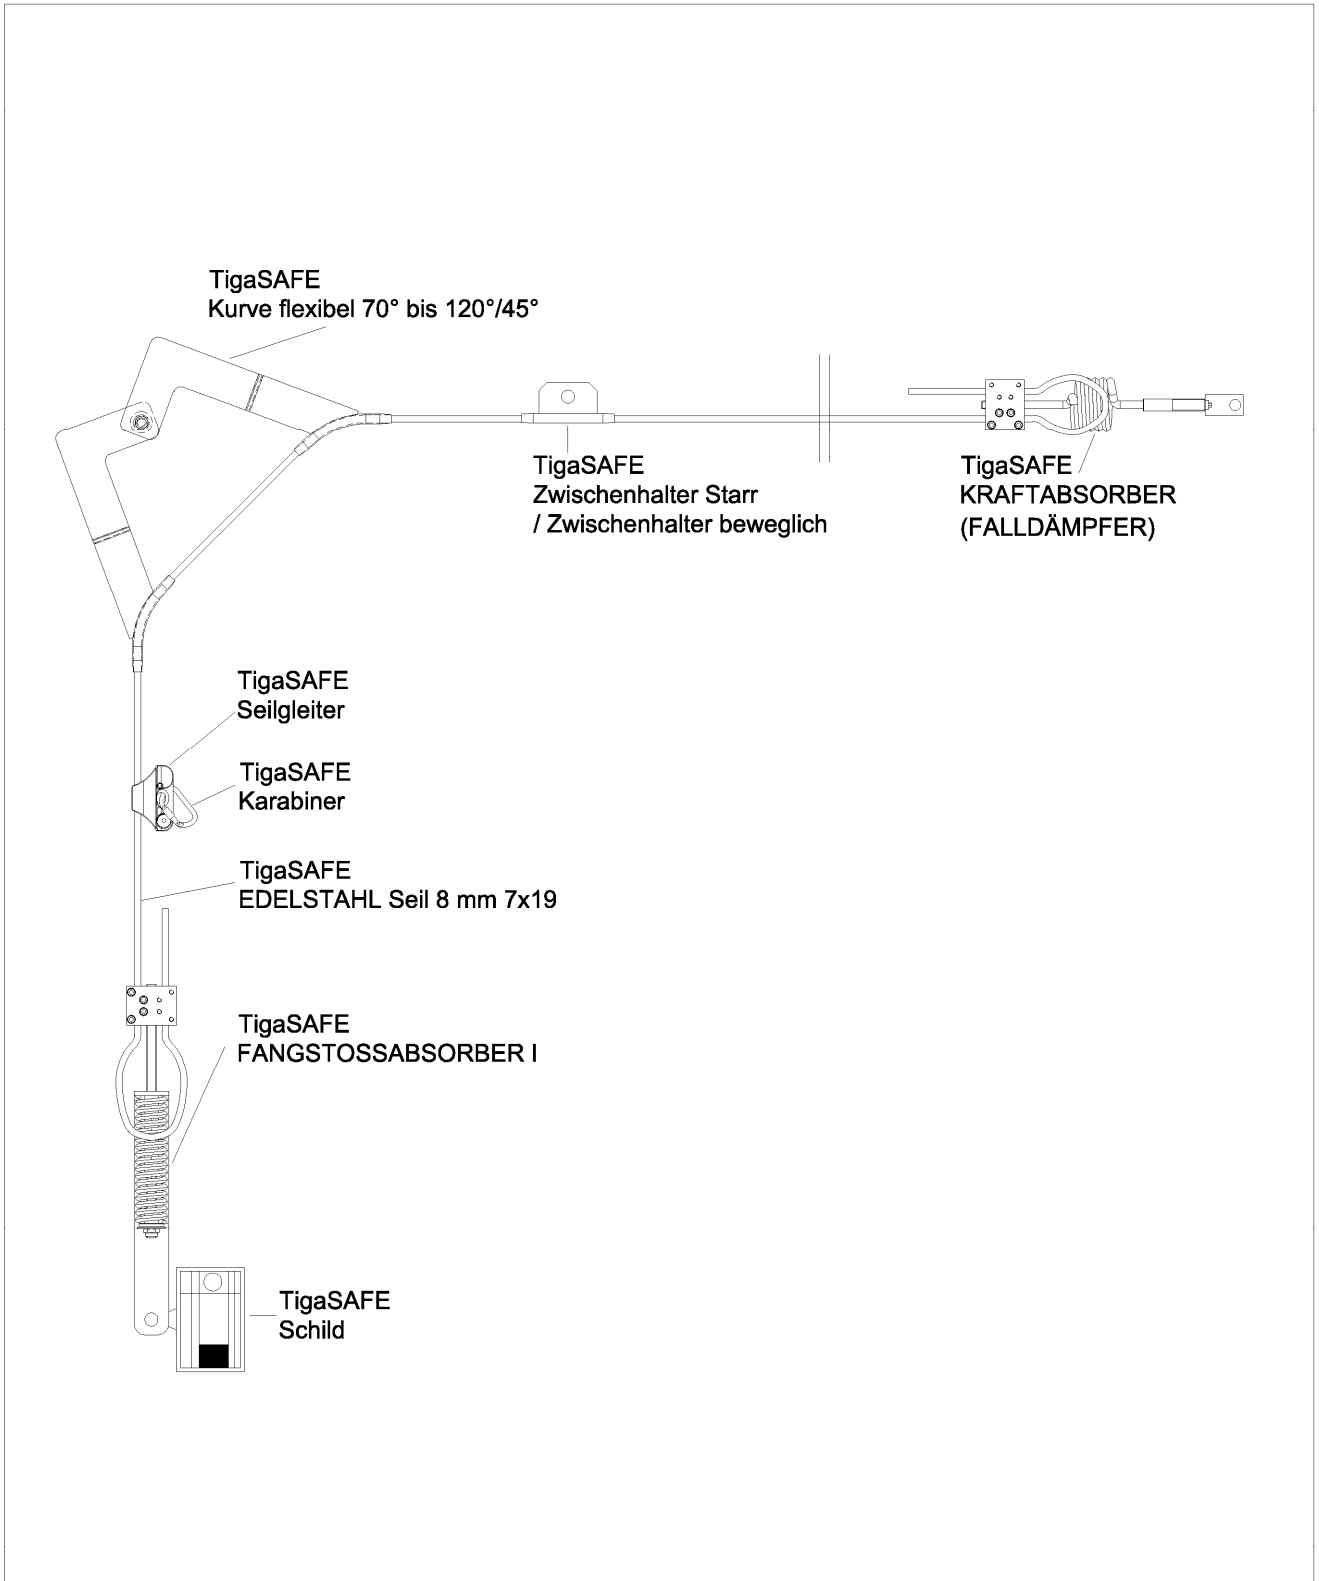 TigaSAFE
Kurve flexibel 70° bis 120°/45°
TigaSAFE
Zwischenhalter Starr
/ Zwischenhalter beweglich
TigaSAFE
KRAFTABSORBER
(FALLDÄMPFER)
TigaSAFE
Seilgleiter
TigaSAFE
Karabiner
TigaSAFE
EDELSTAHL Seil 8 mm 7x19
TigaSAFE
FANGSTOSSABSORBER I
TigaSAFE
Schild